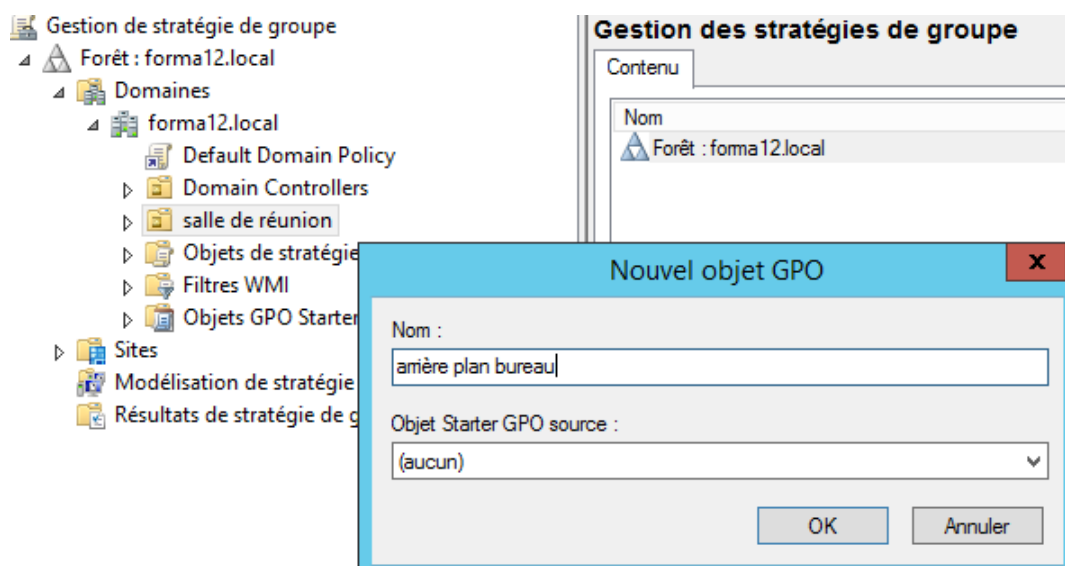 Gestion de stratégie de groupe
Forêt : forma12.local
Domaines
forma12.local
Default Domain Policy
Domain Controllers
salle de réunion
Objets de stratégie
Filtres WMI
Objets GPO Starter
Sites
Modélisation de stratégie
Résultats de stratégie de g
Gestion des stratégies de groupe
Contenu
Nom
Forêt : forma12.local
Nouvel objet GPO
x
Nom :
arrière plan bureau
Objet Starter GPO source :
(aucun)
OK
Annuler